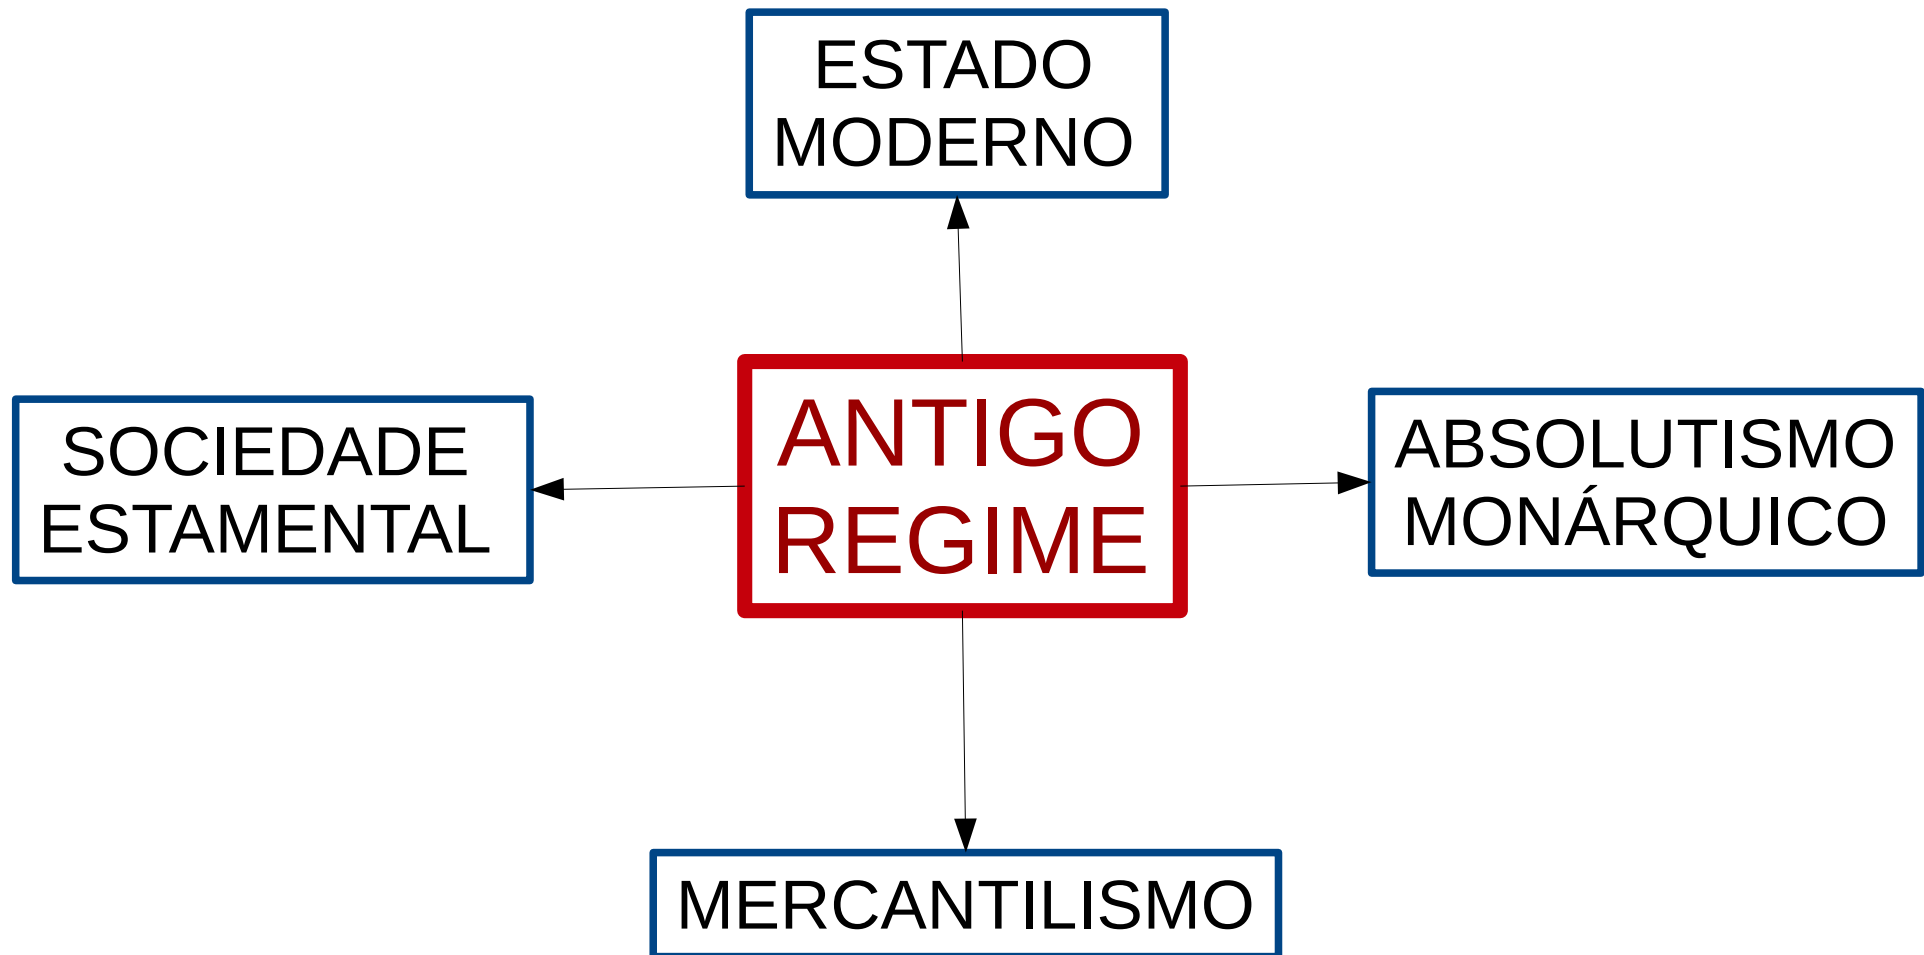 ESTADO
MODERNO
SOCIEDADE
ESTAMENTAL
ANTIGO
REGIME
ABSOLUTISMO
MONÁRQUICO
MERCANTILISMO